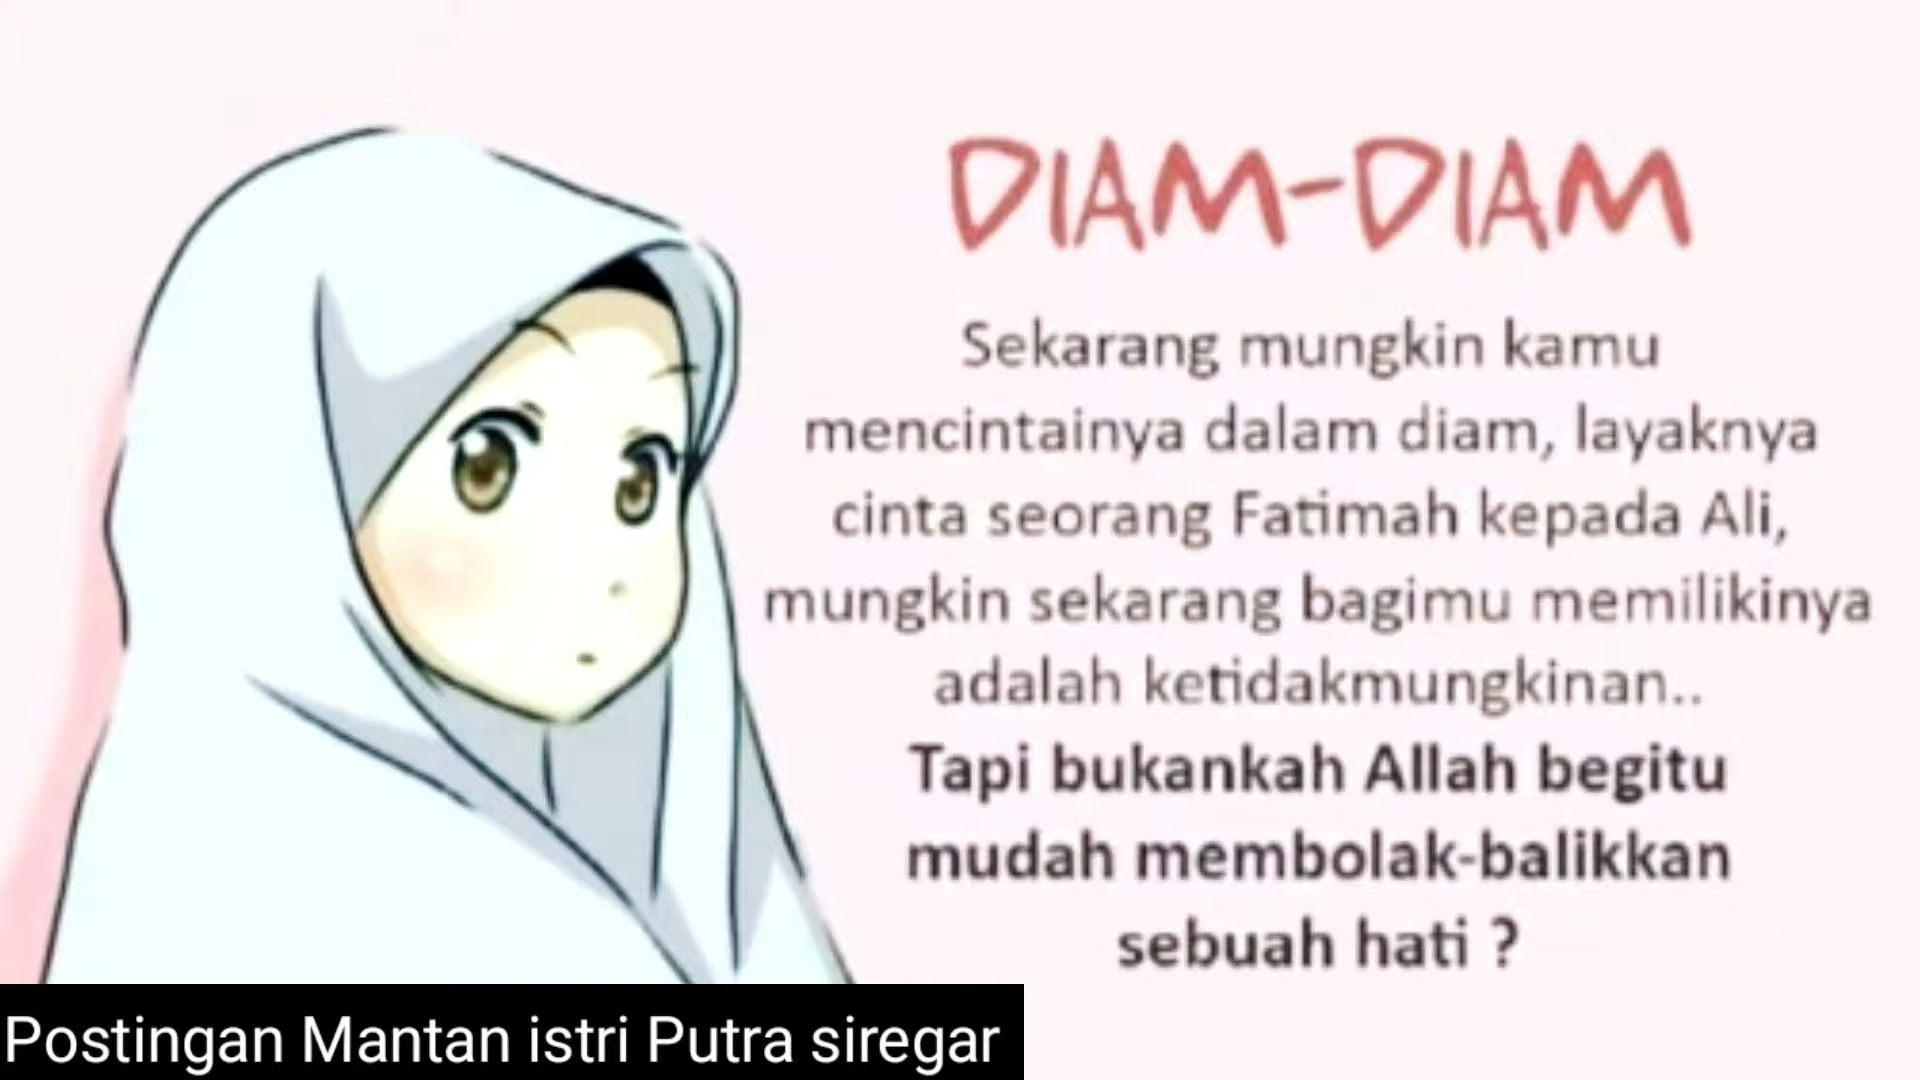 DIAM-DIAM
Sekarang mungkin kamu
mencintainya dalam diam, layaknya
cinta seorang Fatimah kepada Ali,
mungkin sekarang bagimu memilikinya
adalah ketidakmungkinan..
Tapi bukankah Allah begitu
mudah membolak-balikkan
sebuah hati ?
Postingan Mantan istri Putra siregar